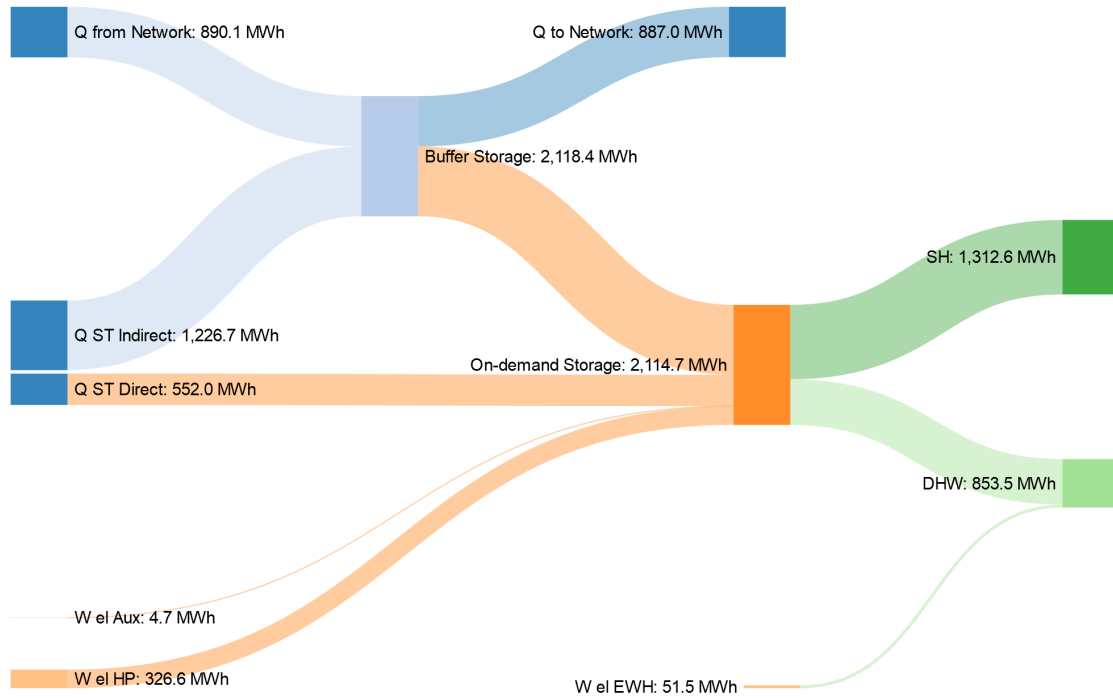 Q from Network: 890.1 MWh
Q to Network: 887.0 MWh
Buffer Storage: 2,118.4 MWh
SH: 1,312.6 MWh
Q ST Indirect: 1,226.7 MWh
On-demand Storage: 2,114.7 MWh
Q ST Direct: 552.0 MWh
DHW: 853.5 MWh
W el Aux: 4.7 MWh
W el HP: 326.6 MWh
W el EWH: 51.5 MWh